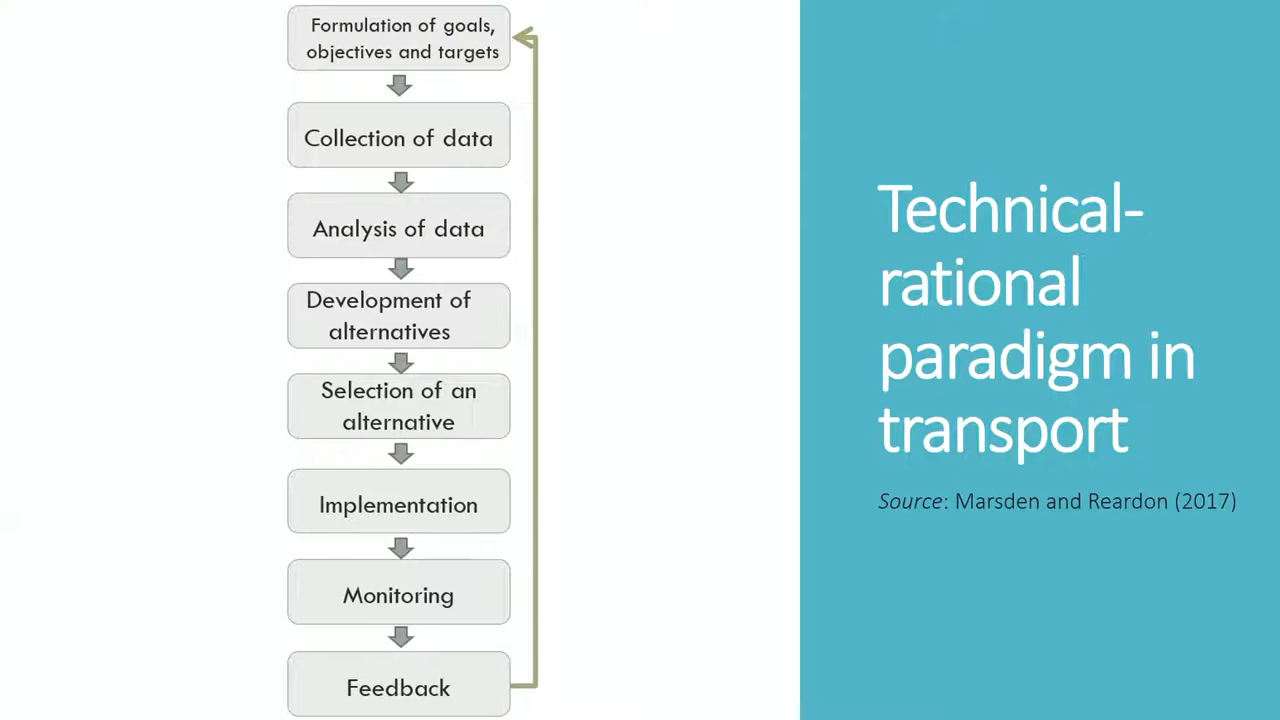 Formulation of goals,
objectives and targets
Collection of data
Analysis of data
Development of
alternatives
Selection of an
alternative
Implementation
Monitoring
Feedback
Technical-
rational
paradigm in
transport
Source: Marsden and Reardon (2017)